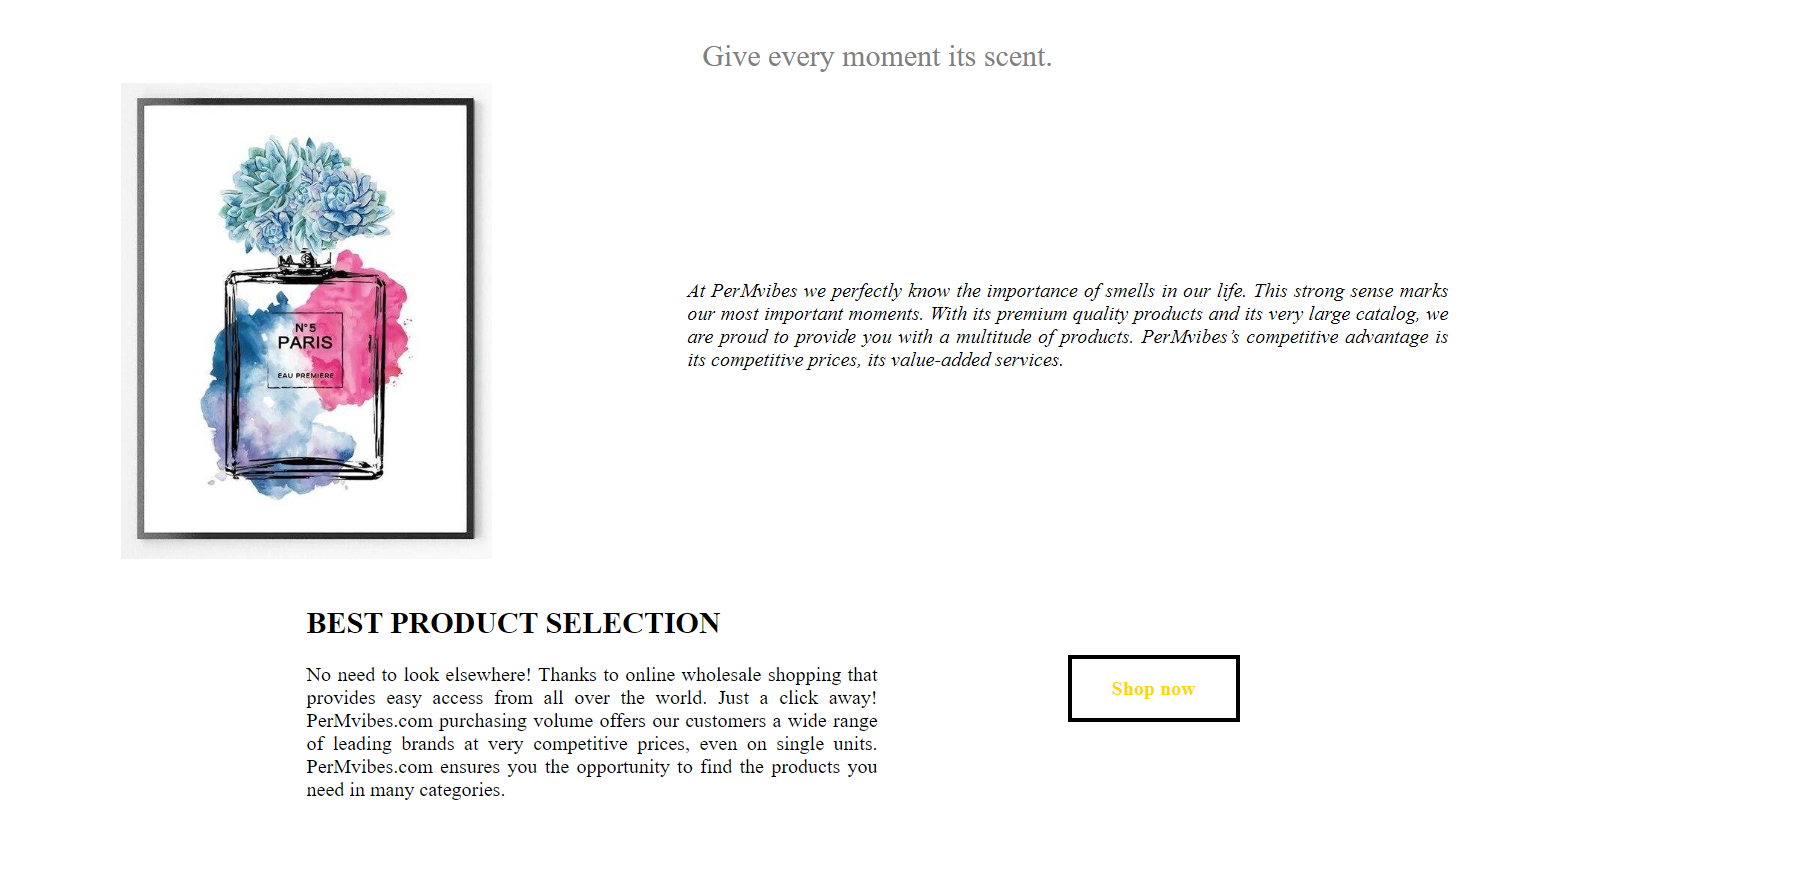 Give every moment its scent.
N°5
PARIS
EAU PREMIÈRE
At PerMvibes we perfectly know the importance of smells in our life. This strong sense marks
our most important moments. With its premium quality products and its very large catalog, we
are proud to provide you with a multitude of products. PerMvibes’s competitive advantage is
its competitive prices, its value-added services.
BEST PRODUCT SELECTION
No need to look elsewhere! Thanks to online wholesale shopping that
provides easy access from all over the world. Just a click away!
PerMvibes.com purchasing volume offers our customers a wide range
of leading brands at very competitive prices, even on single units.
PerMvibes.com ensures you the opportunity to find the products you
need in many categories.
Shop now